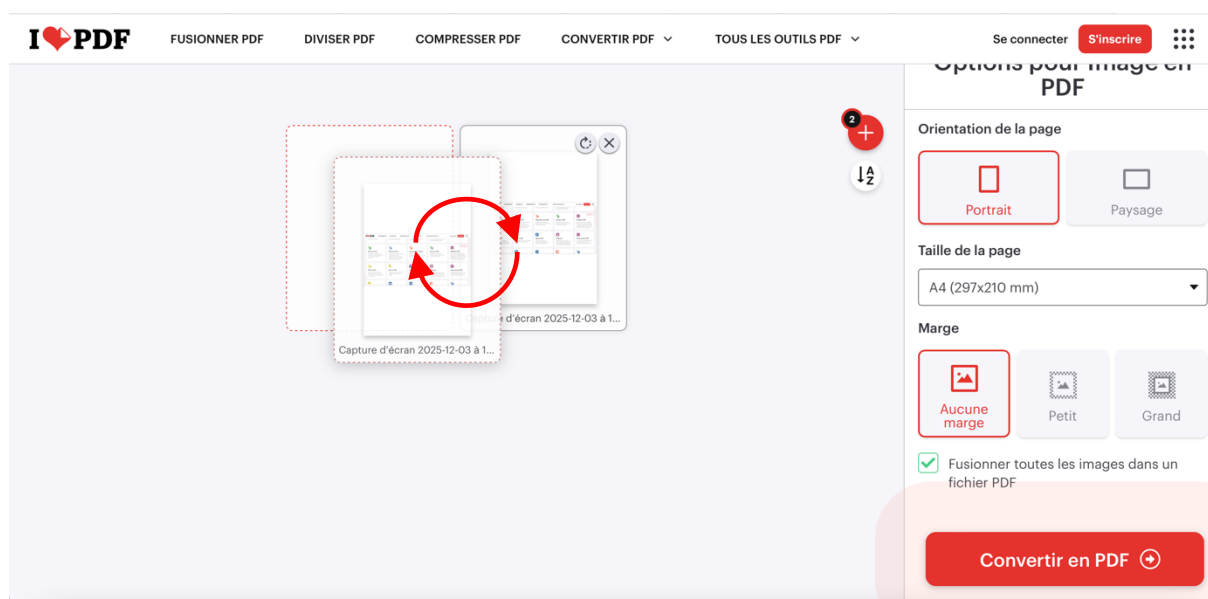 I PDF
FUSIONNER PDF
DIVISER PDF
COMPRESSER PDF
CONVERTIR PDF
TOUS LES OUTILS PDF
Se connecter
S'inscrire
Options pour Image en
PDF
2
Orientation de la page
Portrait
Paysage
Taille de la page
A4 (297x210 mm)
Marge
Aucune
marge
Petit
Grand
Fusionner toutes les images dans un
fichier PDF
Convertir en PDF
A
Z
Capture d'écran 2025-12-03 à 1...
Capture d'écran 2025-12-03 à 1...